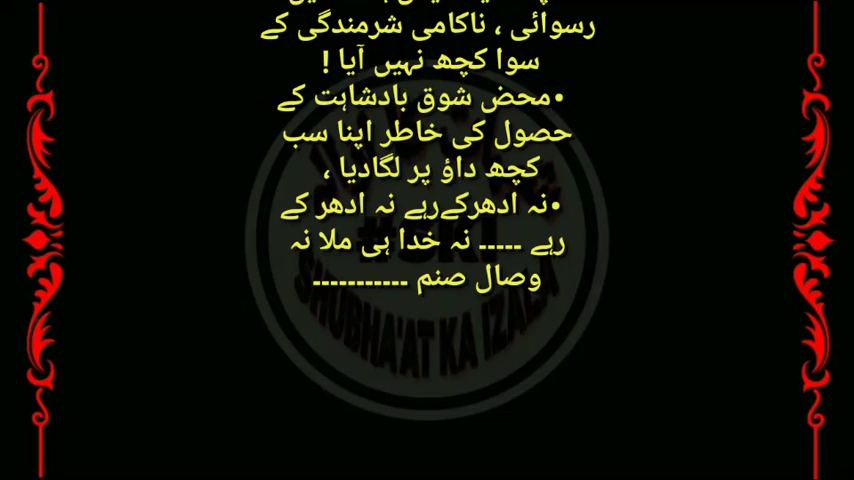 رسوائی ، ناکامی شرمندگی کے
سوا کچھ نہیں آیا !
•محض شوق بادشاہت کے
حصول کی خاطر اپنا سب
کچھ داؤ پر لگادیا ،
•نہ ادھرکےرہے نہ ادھر کے
رہے ----- نہ خدا ہی ملا نہ
وصال صنم -----------
#SKI
SHUBHA'AT KA IZALA